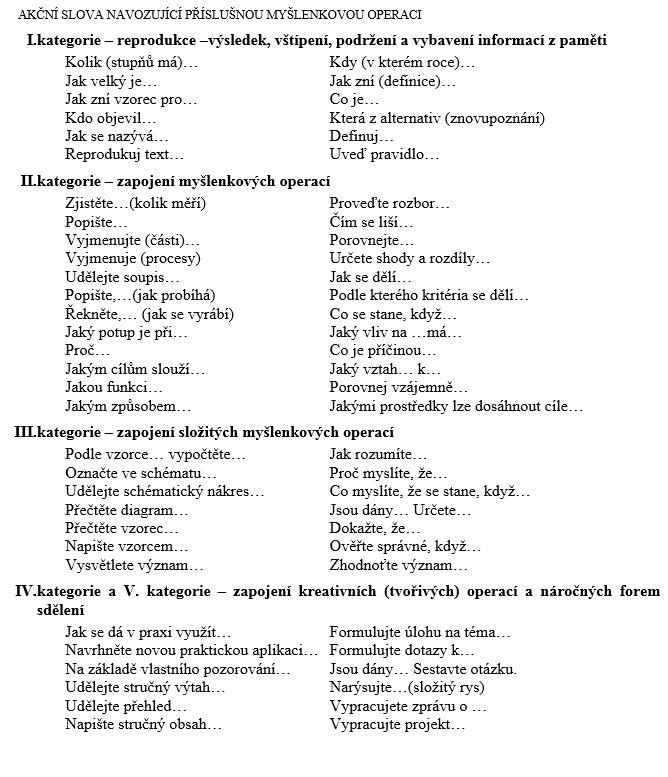 AKČNÍ SLOVA NAVOZUJÍCÍ PŘÍSLUŠNOU MYŠLENKOVOU OPERACI
I.kategorie – reprodukce –výsledek, vštípení, podržení a vybavení informací z paměti
Kolik (stupňů má)… Kdy (v kterém roce)…
Jak velký je… Jak zní (definice)…
Jak zní vzorec pro… Co je…
Kdo objevil… Která z alternativ (znovupoznání)
Jak se nazývá… Definuj…
Reprodukuj text… Uveď pravidlo…
II.kategorie – zapojení myšlenkových operací
Zjistěte…(kolik měří) Proveďte rozbor…
Popište… Čím se liší…
Vyjmenujte (části)… Porovnejte…
Vyjmenuje (procesy) Určete shody a rozdíly…
Udělejte soupis… Jak se dělí…
Popište,…(jak probíhá) Podle kterého kritéria se dělí…
Řekněte,… (jak se vyrábí) Co se stane, když…
Jaký potup je při… Jaký vliv na …má…
Proč… Co je příčinou…
Jakým cílům slouží… Jaký vztah… k…
Jakou funkci… Porovnej vzájemně…
Jakým způsobem… Jakými prostředky lze dosáhnout cíle…
III.kategorie – zapojení složitých myšlenkových operací
Podle vzorce… vypočtěte… Jak rozumíte…
Označte ve schématu… Proč myslíte, že…
Udělejte schématický nákres… Co myslíte, že se stane, když…
Přečtěte diagram… Jsou dány… Určete…
Přečtěte vzorec… Dokažte, že…
Napište vzorcem… Ověřte správné, když…
Vysvětlete význam… Zhodnoťte význam…
IV.kategorie a V. kategorie – zapojení kreativních (tvořivých) operací a náročných forem
sdělení
Jak se dá v praxi využít… Formulujte úlohu na téma…
Navrhněte novou praktickou aplikaci… Formulujte dotazy k…
Na základě vlastního pozorování… Jsou dány… Sestavte otázku.
Udělejte stručný výtah… Narýsujte…(složitý rys)
Udělejte přehled… Vypracujete zprávu o …
Napište stručný obsah… Vypracujte projekt…